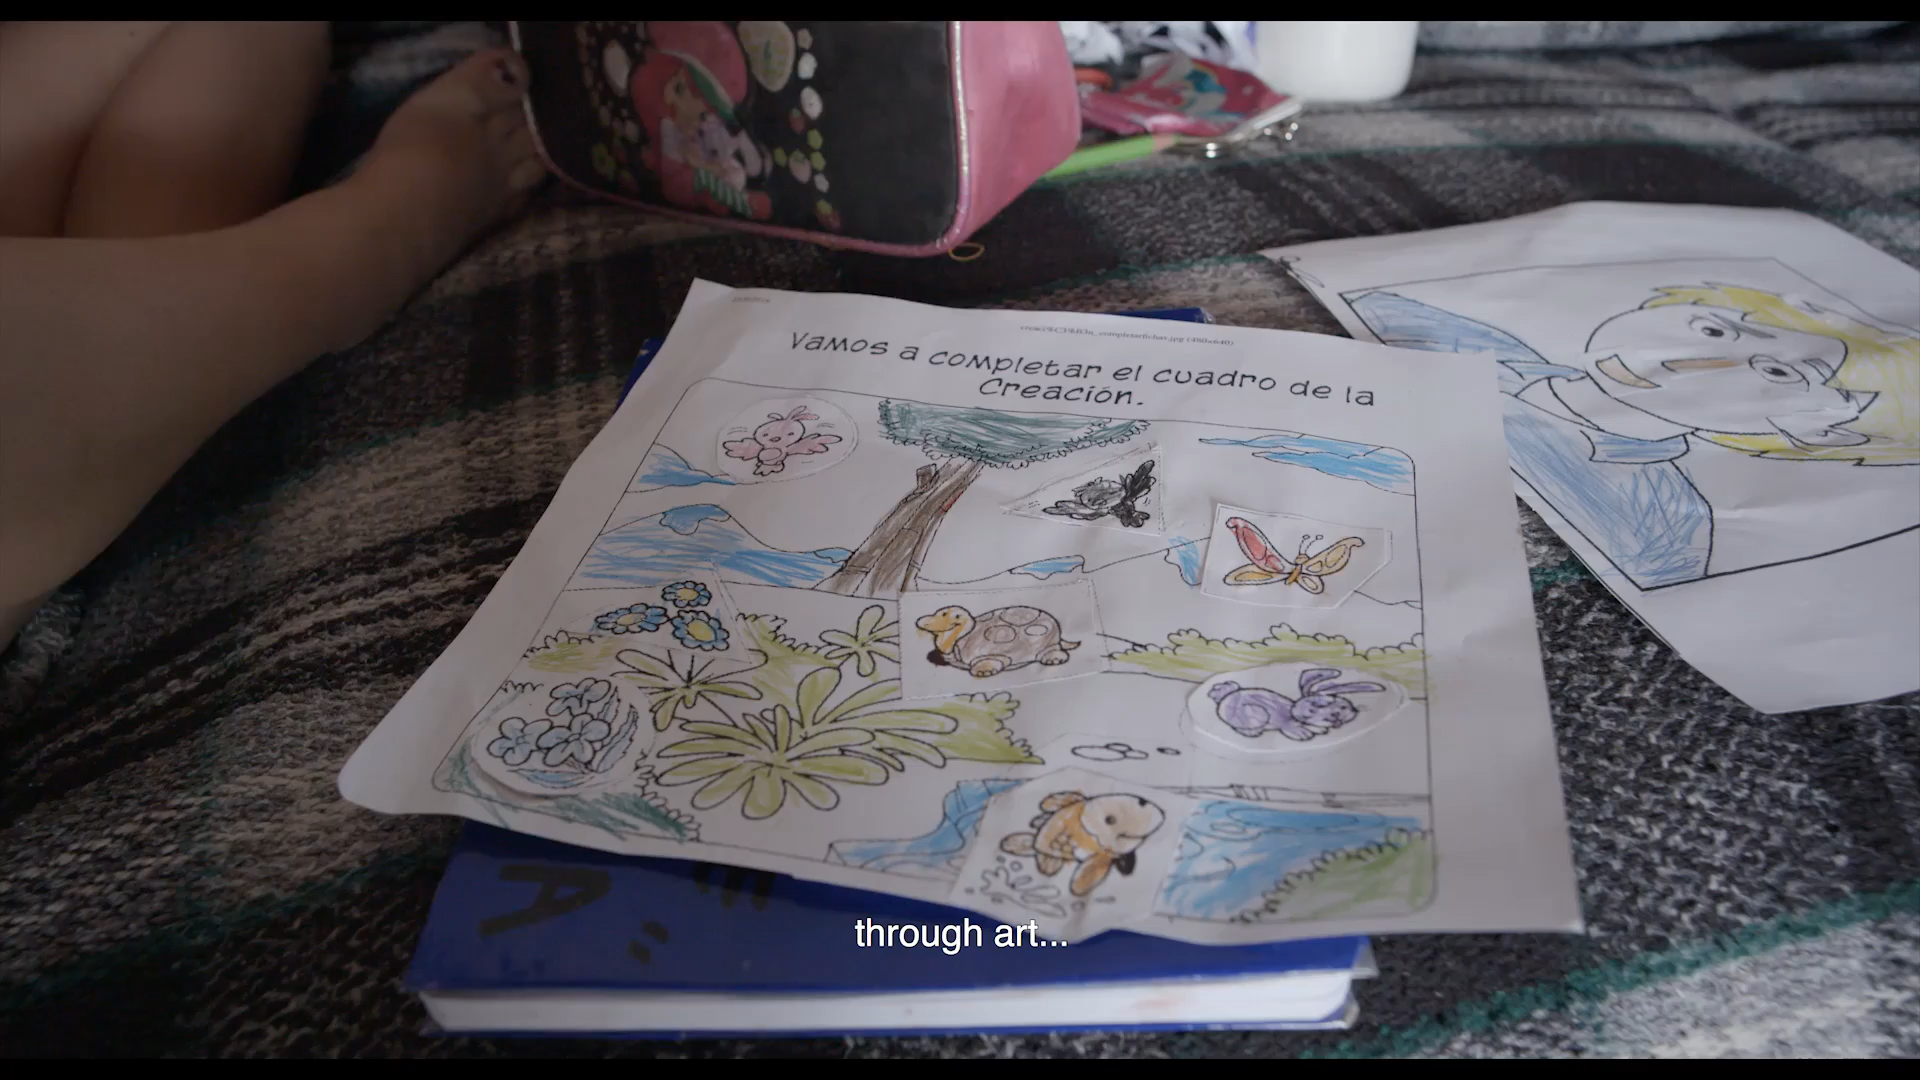 Vamos a completar el cuadro de la
Creación.
A"
through art...